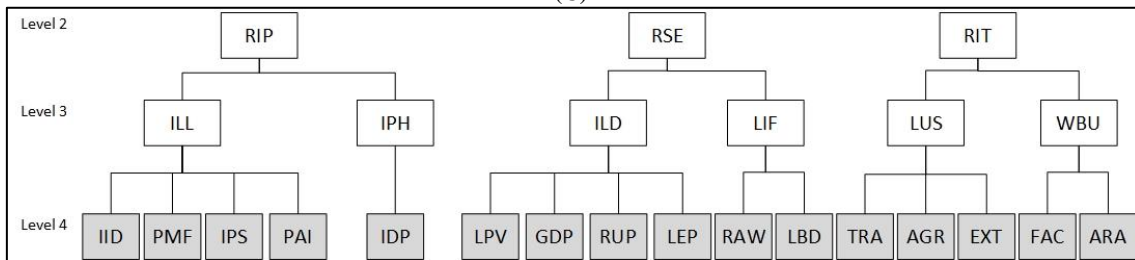 Level 2 RIP RSE RIT
Level 3 ILL IPH ILD LIF LUS WBU
Level 4 IID PMF IPS PAI IDP LPV GDP RUP LEP RAW LBD TRA AGR EXT FAC ARA